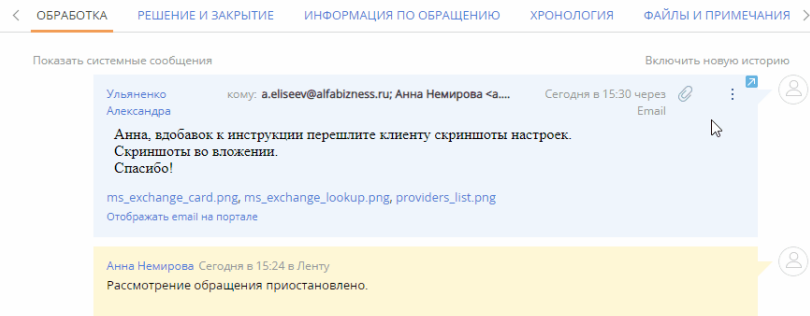 ОБРАБОТКА РЕШЕНИЕ И ЗАКРЫТИЕ ИНФОРМАЦИЯ ПО ОБРАЩЕНИЮ ХРОНОЛОГИЯ ФАЙЛЫ И ПРИМЕЧАНИЯ
Показать системные сообщения Включить новую историю
Ульяненко кому: a.eliseev@alfabizness.ru; Анна Немирова <a.... Сегодня в 15:30 через
Александра Email
Анна, вдобавок к инструкции перешлите клиенту скриншоты настроек.
Скриншоты во вложении.
Спасибо!
ms_exchange_card.png, ms_exchange_lookup.png, providers_list.png
Отображать email на портале
Анна Немирова Сегодня в 15:24 в Ленту
Рассмотрение обращения приостановлено.